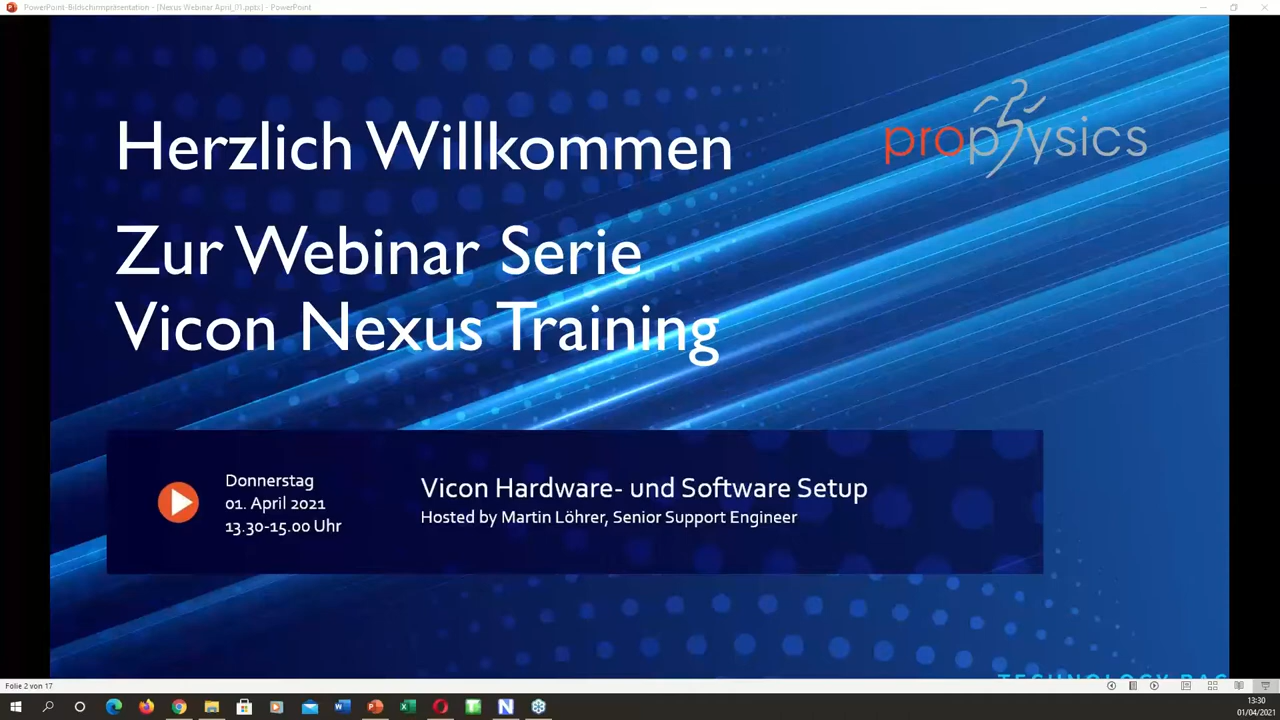 PowerPoint-Bildschirmpräsentation - [Nexus Webinar April_01.pptx] - PowerPoint
prophysics
Herzlich Willkommen
Zur Webinar Serie
Vicon Nexus Training
Donnerstag
01. April 2021
13.30-15.00 Uhr
Vicon Hardware- und Software Setup
Hosted by Martin Löhrer, Senior Support Engineer
Folie 2 von 17
13:30
01/04/2021